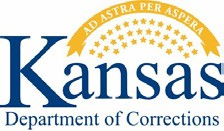 AD ASTRA PER ASPERA
Kansas
Department of Corrections